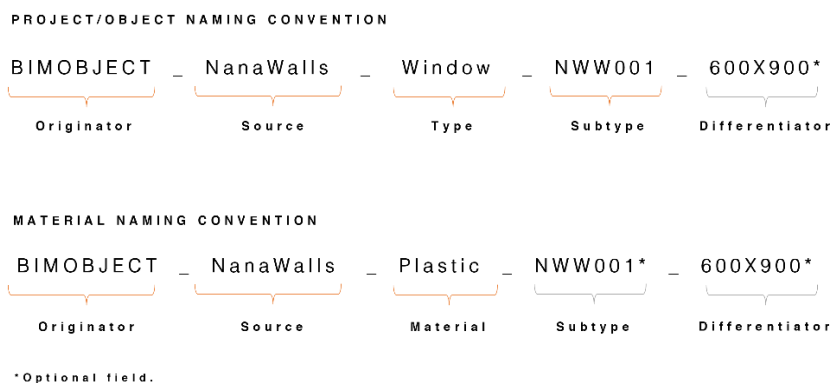 PROJECT/OBJECT NAMING CONVENTION
BIMOBJECT _ NanaWalls _ Window _ NWW001 _ 600X900*
Originator Source Type Subtype Differentiator
MATERIAL NAMING CONVENTION
BIMOBJECT _ NanaWalls _ Plastic _ NWW001* _ 600X900*
Originator Source Material Subtype Differentiator
*Optional field.